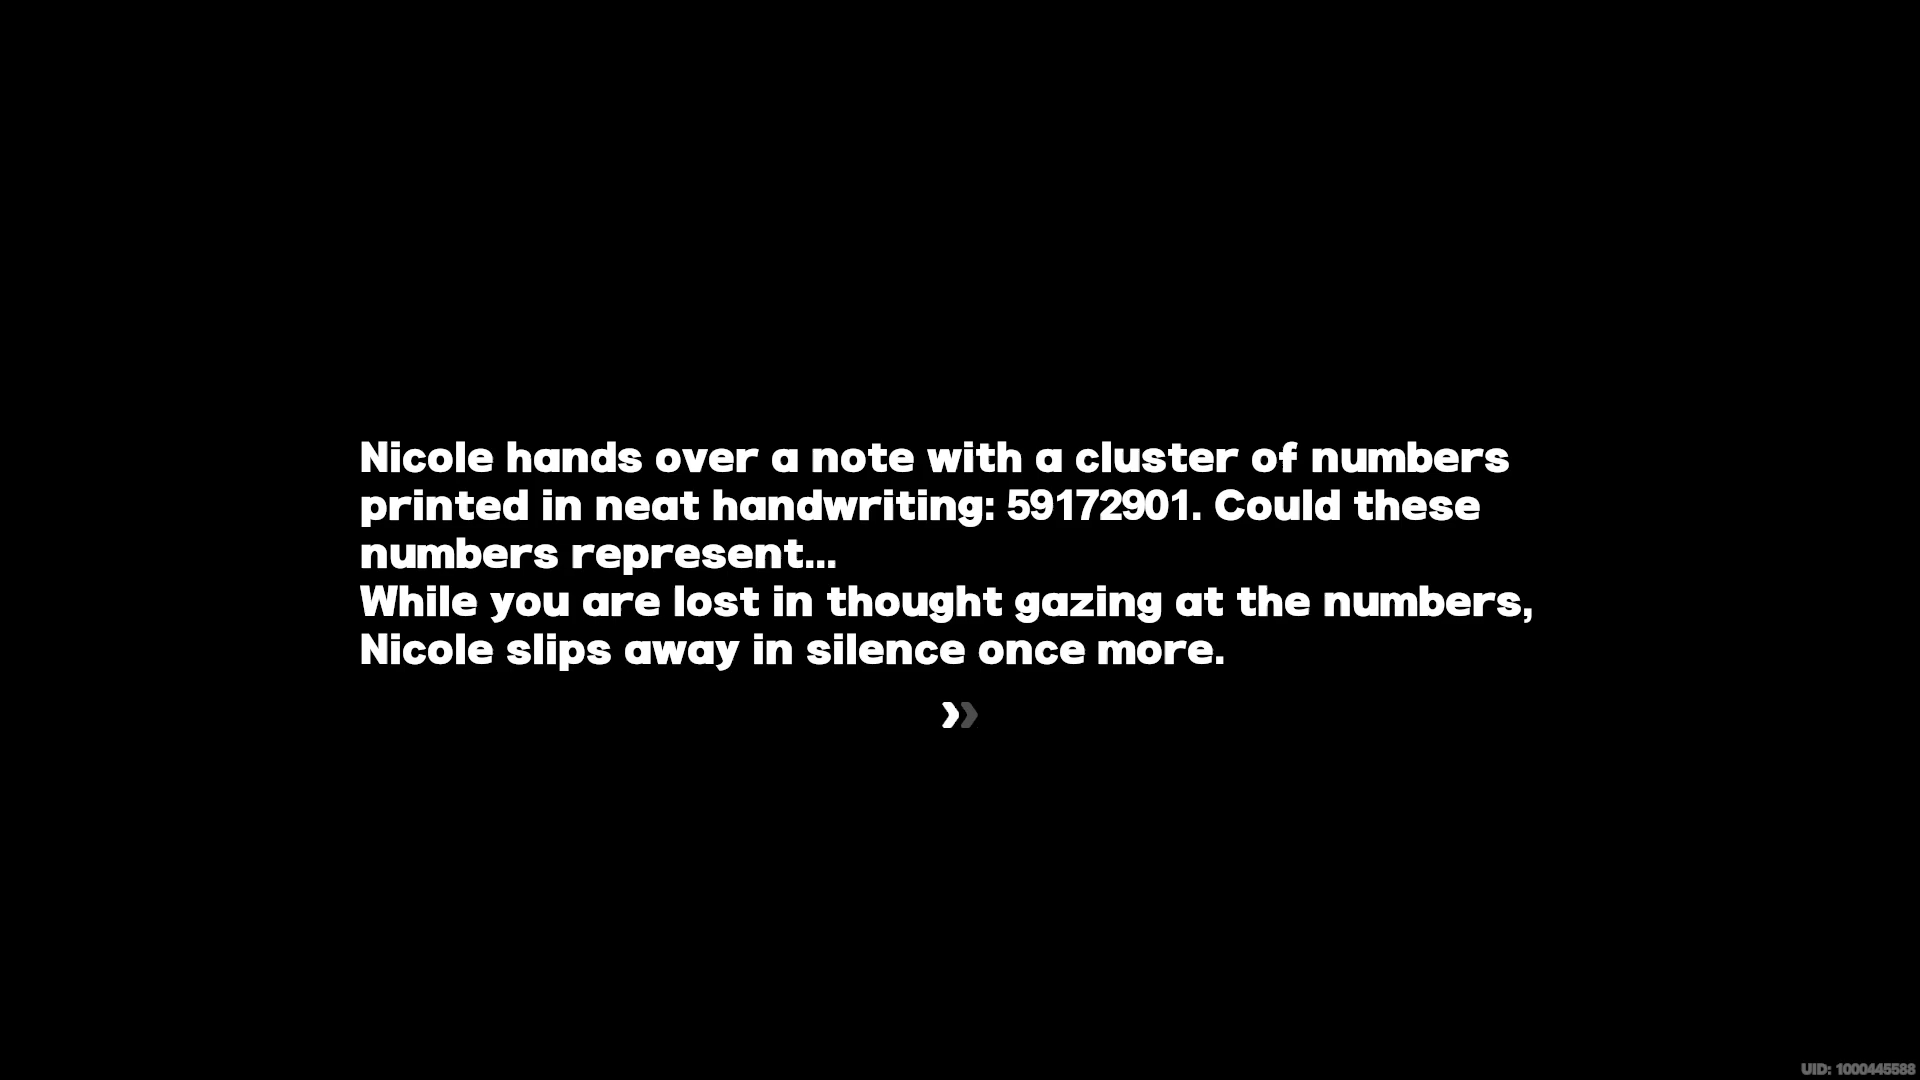 Nicole hands over a note with a cluster of numbers
printed in neat handwriting: 59172901. Could these
numbers represent...
While you are lost in thought gazing at the numbers,
Nicole slips away in silence once more.
UID: 1000445588